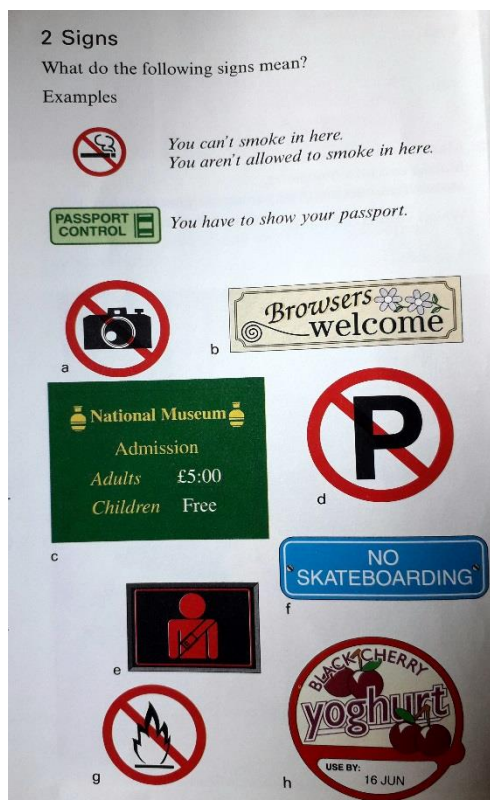 2 Signs
What do the following signs mean?
Examples
You can't smoke in here.
You aren't allowed to smoke in here.
PASSPORT
CONTROL
You have to show your passport.
a
Browsers
welcome
b
National Museum
Admission
Adults £5:00
Children Free
c
P
d
e
NO
SKATEBOARDING
f
g
BLACK CHERRY
yoghurt
USE BY:
16 JUN
h